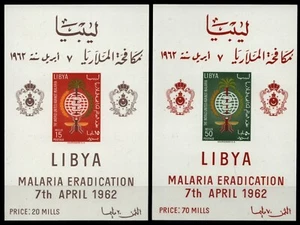 ليبيا
مكافحة الملاريا ٧ ابريل سنة ١٩٦٢
LIBYA
15
LIBYA
MALARIA ERADICATION
7th APRIL 1962
PRICE: 20 MILLS
ليبيا
مكافحة الملاريا ٧ ابريل سنة ١٩٦٢
LIBYA
50
LIBYA
MALARIA ERADICATION
7th APRIL 1962
PRICE: 70 MILLS